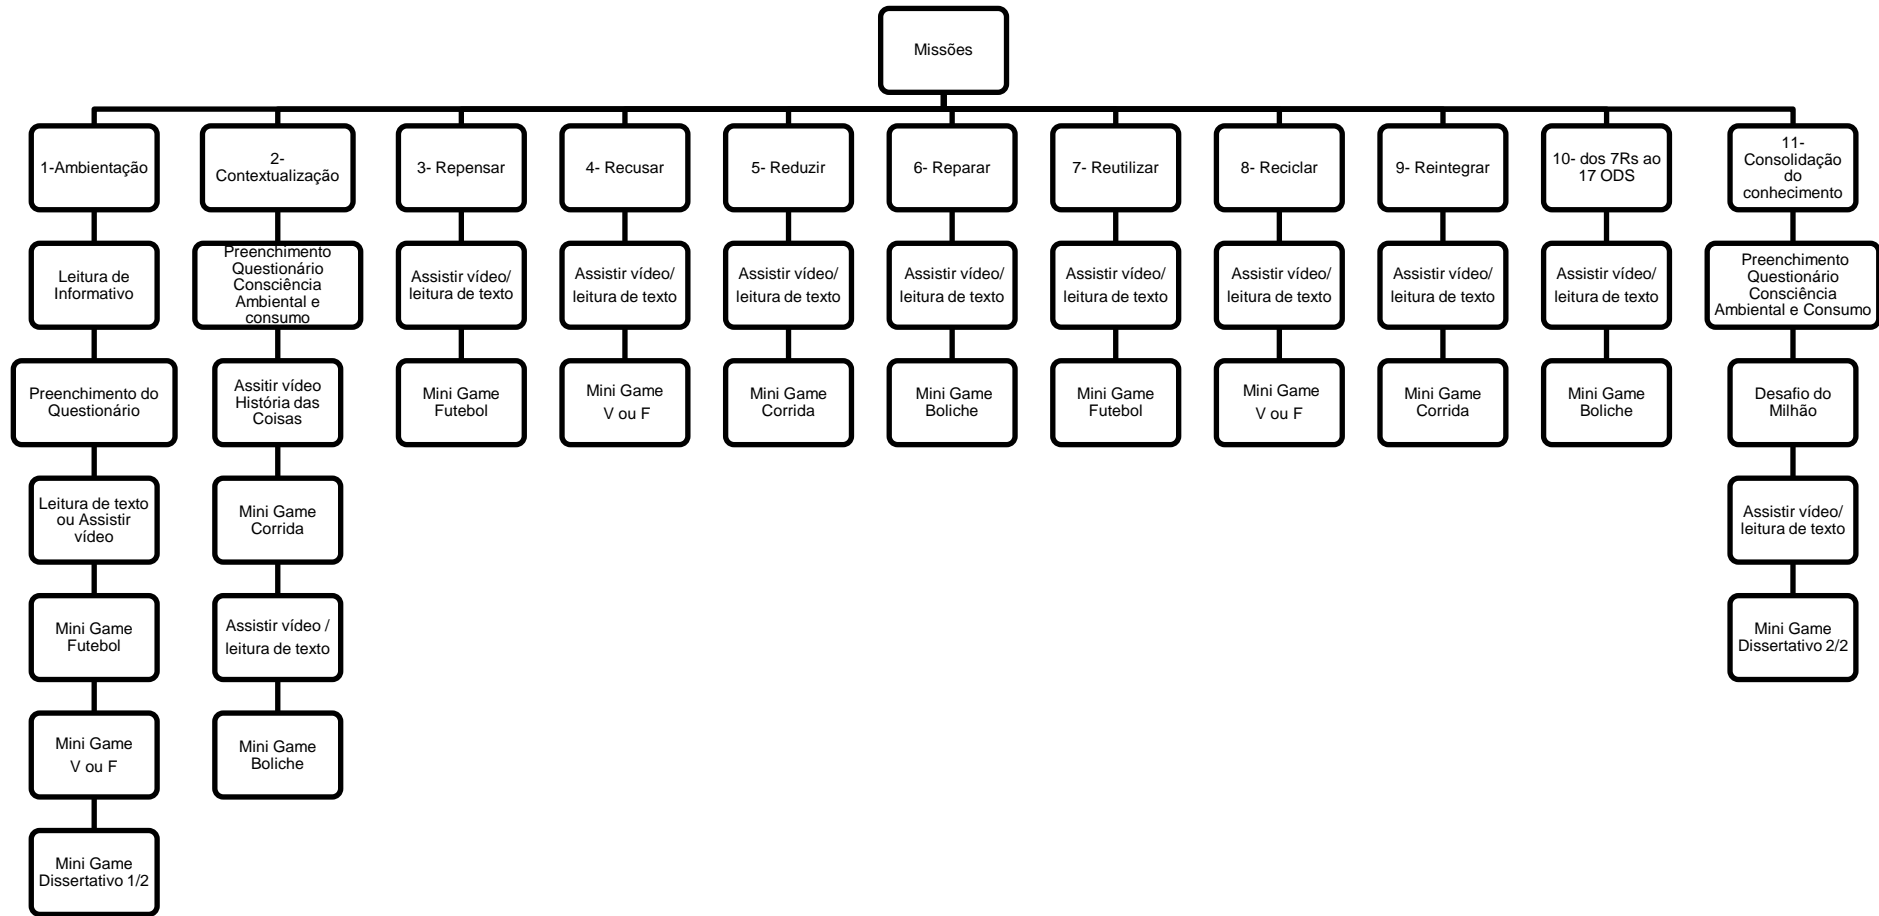 Missões
1-Ambientação
2-
Contextualização
3- Repensar
4- Recusar
5- Reduzir
6- Reparar
7- Reutilizar
8- Reciclar
9- Reintegrar
10- dos 7Rs ao
17 ODS
11-
Consolidação
do
conhecimento
Leitura de
Informativo
Preenchimento
Questionário
Consciência
Ambiental e
consumo
Assistir vídeo/
leitura de texto
Assistir vídeo/
leitura de texto
Assistir vídeo/
leitura de texto
Assistir vídeo/
leitura de texto
Assistir vídeo/
leitura de texto
Assistir vídeo/
leitura de texto
Assistir vídeo/
leitura de texto
Assistir vídeo/
leitura de texto
Preenchimento
Questionário
Consciência
Ambiental e Consumo
Preenchimento do
Questionário
Assitir vídeo
História das
Coisas
Mini Game
Futebol
Mini Game
V ou F
Mini Game
Corrida
Mini Game
Boliche
Mini Game
Futebol
Mini Game
V ou F
Mini Game
Corrida
Mini Game
Boliche
Desafio do
Milhão
Leitura de texto
ou Assistir
vídeo
Mini Game
Corrida
Assistir vídeo/
leitura de texto
Mini Game
Futebol
Assistir vídeo /
leitura de texto
Mini Game
Dissertativo 2/2
Mini Game
V ou F
Mini Game
Boliche
Mini Game
Dissertativo 1/2